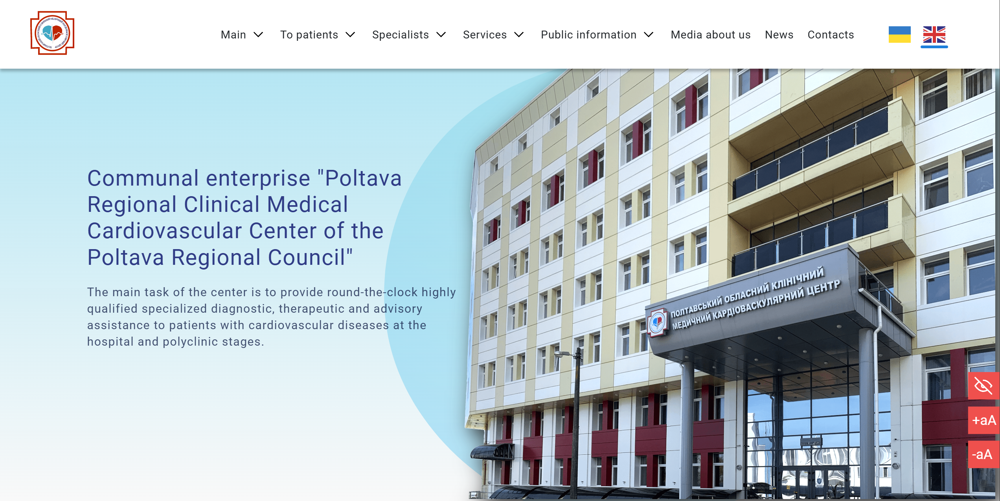 Main
To patients
Specialists
Services
Public information
Media about us
News
Contacts
Communal enterprise "Poltava
Regional Clinical Medical
Cardiovascular Center of the
Poltava Regional Council"
The main task of the center is to provide round-the-clock highly
qualified specialized diagnostic, therapeutic and advisory
assistance to patients with cardiovascular diseases at the
hospital and polyclinic stages.
ПОЛТАВСЬКИЙ ОБЛАСНИЙ КЛІНІЧНИЙ
МЕДИЧНИЙ КАРДІОВАСКУЛЯРНИЙ ЦЕНТР
+aA
-aA